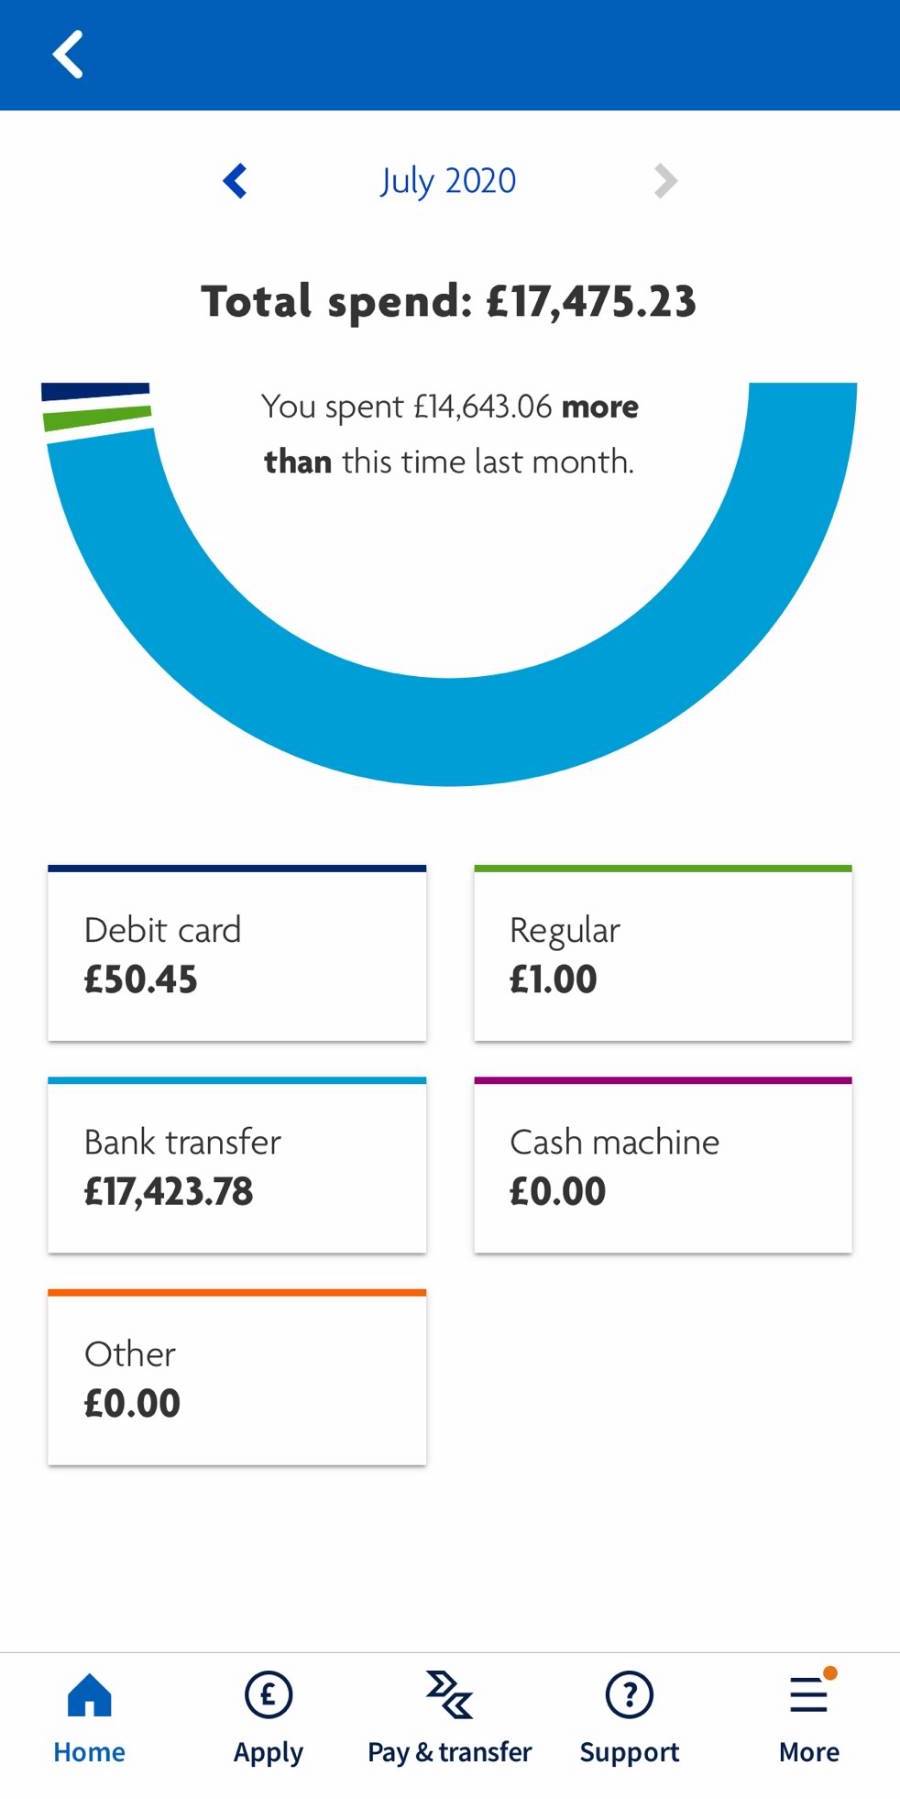 July 2020
Total spend: £17,475.23
You spent £14,643.06 more
than this time last month.
Debit card
£50.45
Regular
£1.00
Bank transfer
£17,423.78
Cash machine
£0.00
Other
£0.00
Home
Apply
Pay & transfer
Support
More